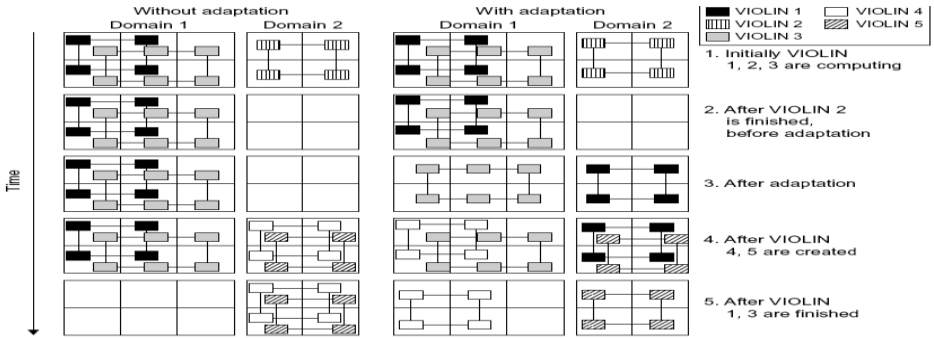 Without adaptation
With adaptation
Domain 1
Domain 2
Domain 1
Domain 2
VIOLIN 1
VIOLIN 4
VIOLIN 2
VIOLIN 5
VIOLIN 3
Time
1. Initially VIOLIN
1, 2, 3 are computing
2. After VIOLIN 2
is finished,
before adaptation
3. After adaptation
4. After VIOLIN
4, 5 are created
5. After VIOLIN
1, 3 are finished